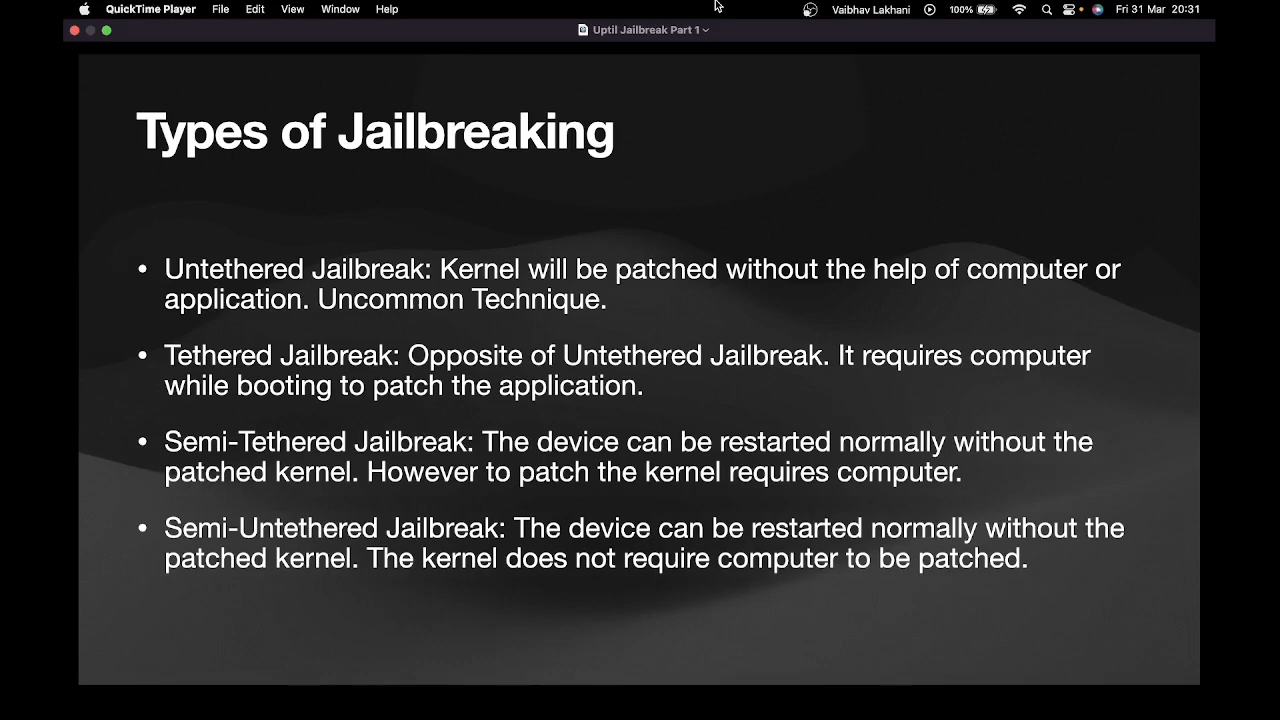 QuickTime Player File Edit View Window Help Vaibhav Lakhani 100% Fri 31 Mar 20:31
Uptil Jailbreak Part 1
Types of Jailbreaking
• Untethered Jailbreak: Kernel will be patched without the help of computer or
application. Uncommon Technique.
• Tethered Jailbreak: Opposite of Untethered Jailbreak. It requires computer
while booting to patch the application.
• Semi-Tethered Jailbreak: The device can be restarted normally without the
patched kernel. However to patch the kernel requires computer.
• Semi-Untethered Jailbreak: The device can be restarted normally without the
patched kernel. The kernel does not require computer to be patched.